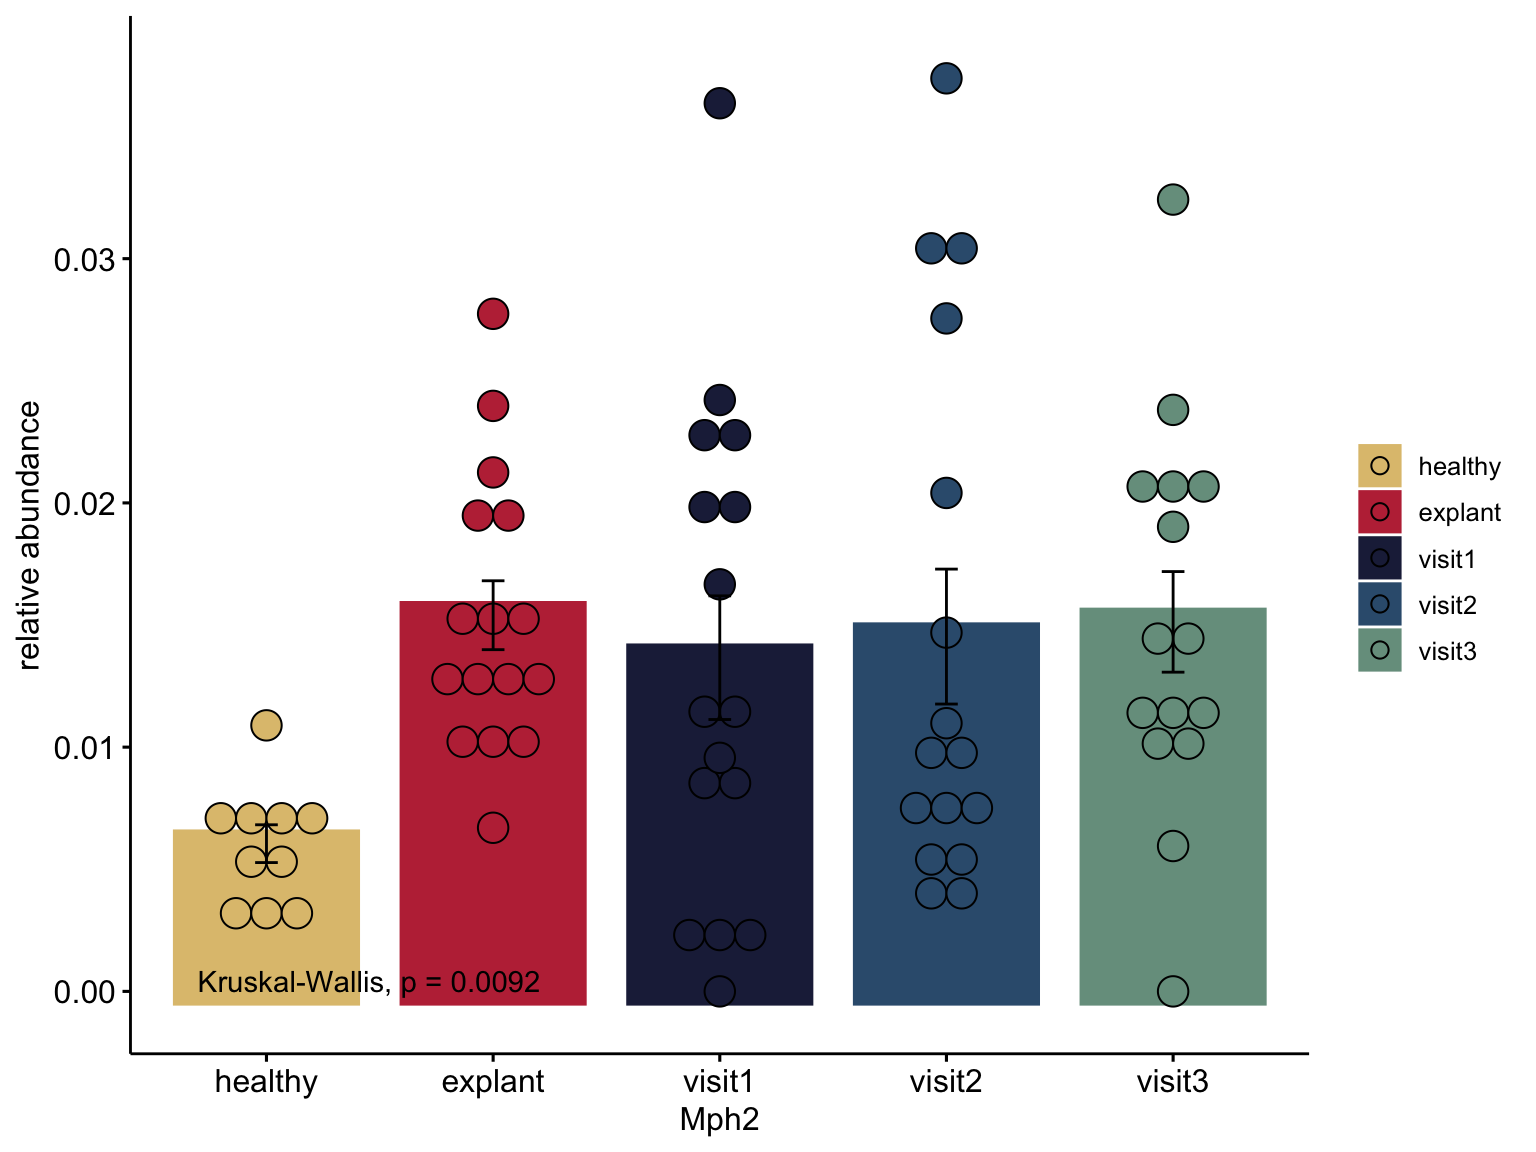 relative abundance
0.03
0.02
0.01
0.00
Kruskal-Wallis, p = 0.0092
healthy
explant
visit1
visit2
visit3
Mph2
healthy
explant
visit1
visit2
visit3